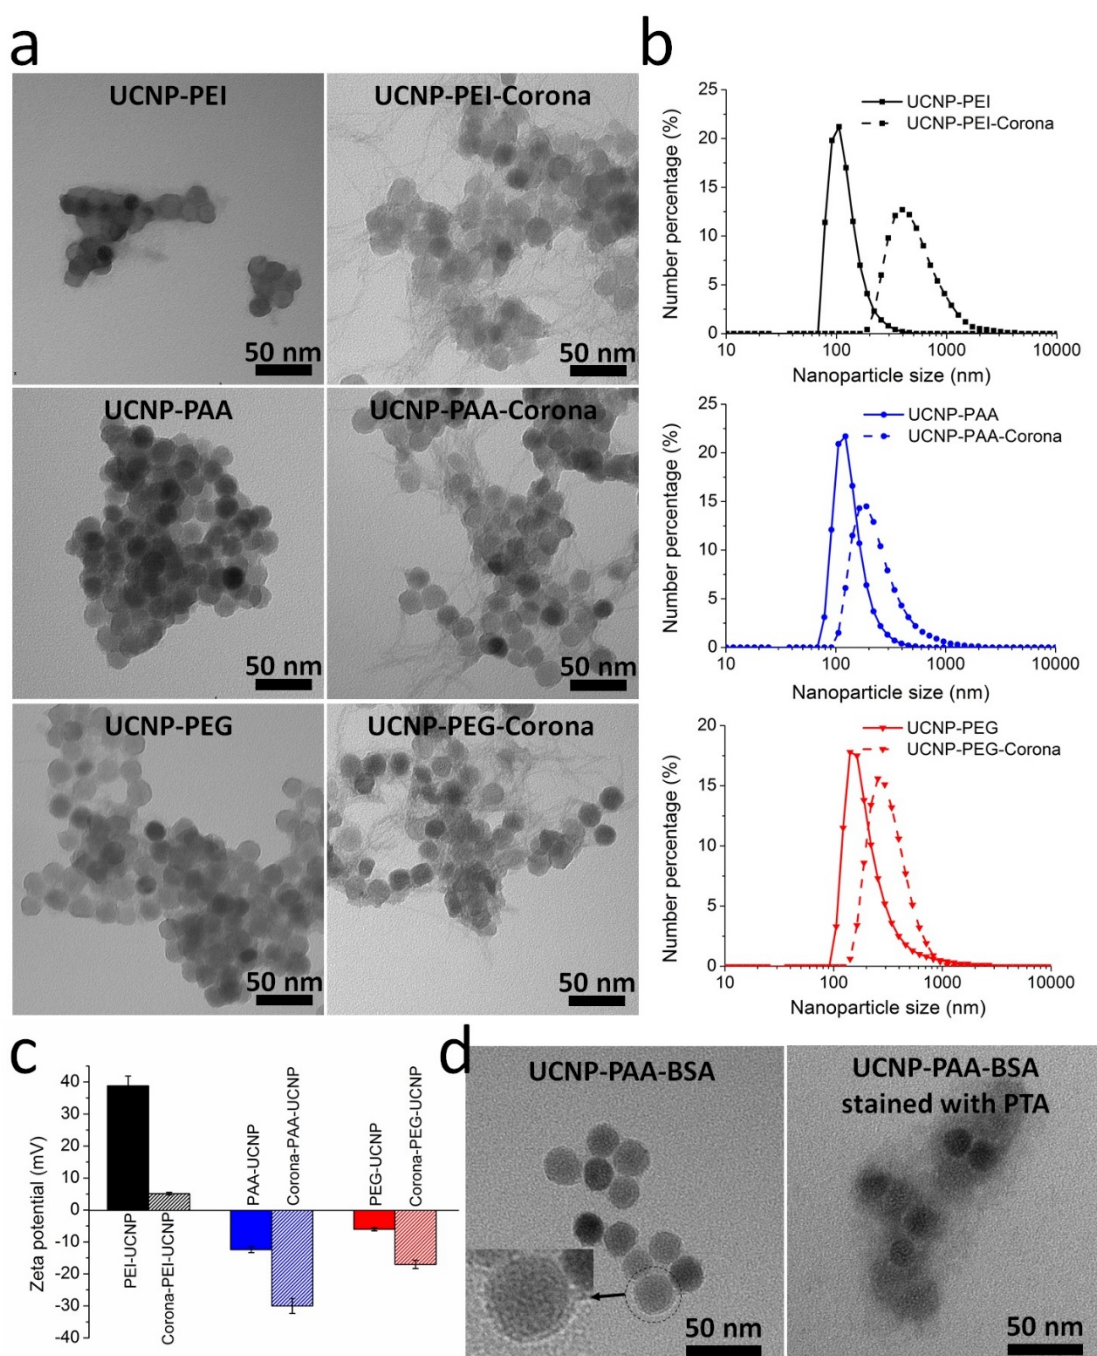 a
UCNP-PEI
50 nm
UCNP-PEI-Corona
50 nm
UCNP-PAA
50 nm
UCNP-PAA-Corona
50 nm
UCNP-PEG
50 nm
UCNP-PEG-Corona
50 nm
b
25
20
15
10
5
0
Number percentage (%)
UCNP-PEI
UCNP-PEI-Corona
10 100 1000 10000
Nanoparticle size (nm)
25
20
15
10
5
0
Number percentage (%)
UCNP-PAA
UCNP-PAA-Corona
10 100 1000 10000
Nanoparticle size (nm)
20
15
10
5
0
Number percentage (%)
UCNP-PEG
UCNP-PEG-Corona
10 100 1000 10000
Nanoparticle size (nm)
c
40
30
20
10
0
-10
-20
-30
-40
Zeta potential (mV)
PEI-UCNP
Corona-PEI-UCNP
PAA-UCNP
Corona-PAA-UCNP
PEG-UCNP
Corona-PEG-UCNP
d
UCNP-PAA-BSA
50 nm
UCNP-PAA-BSA
stained with PTA
50 nm